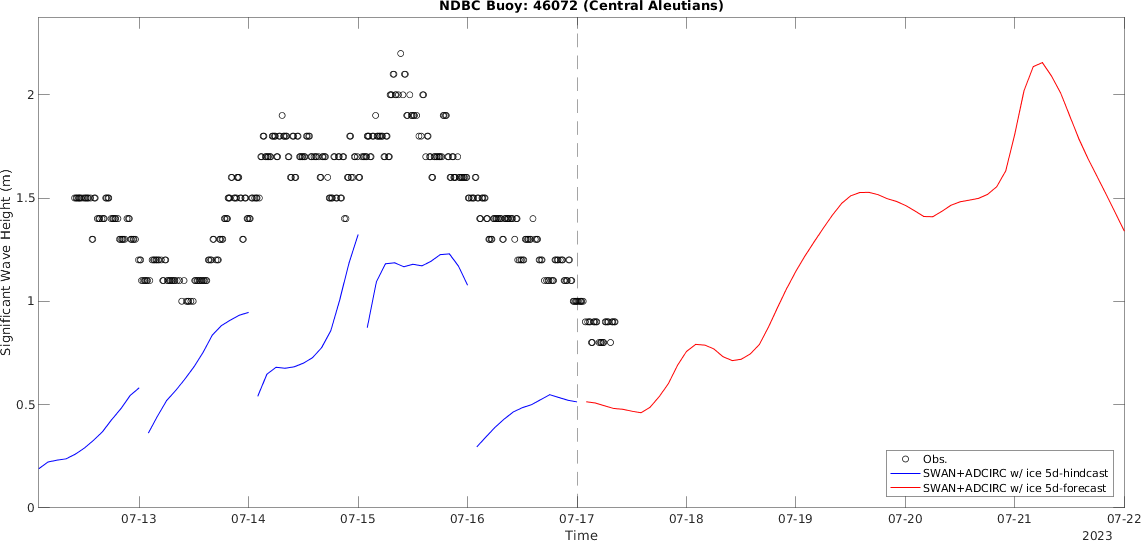 NDBC Buoy: 46072 (Central Aleutians)
Significant Wave Height (m)
2
1.5
1
0.5
0
07-13 07-14 07-15 07-16 07-17 07-18 07-19 07-20 07-21 07-22
Time
2023
Obs.
SWAN+ADCIRC w/ ice 5d-hindcast
SWAN+ADCIRC w/ ice 5d-forecast